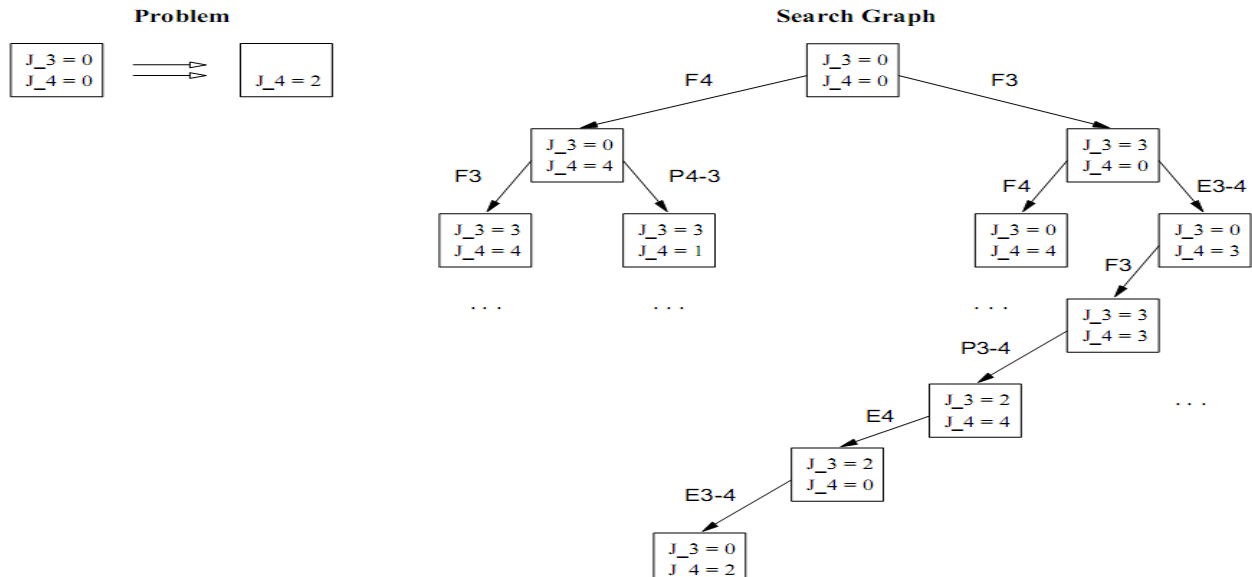 Problem
Search Graph
J_3 = 0
J_4 = 0
J_4 = 2
J_3 = 0
J_4 = 0
F4
F3
J_3 = 0
J_4 = 4
J_3 = 3
J_4 = 0
F3
P4-3
F4
E3-4
J_3 = 3
J_4 = 4
J_3 = 3
J_4 = 1
J_3 = 0
J_4 = 4
J_3 = 0
J_4 = 3
F3
. . .
. . .
. . .
J_3 = 3
J_4 = 3
P3-4
J_3 = 2
J_4 = 4
. . .
E4
J_3 = 2
J_4 = 0
E3-4
J_3 = 0
J_4 = 2